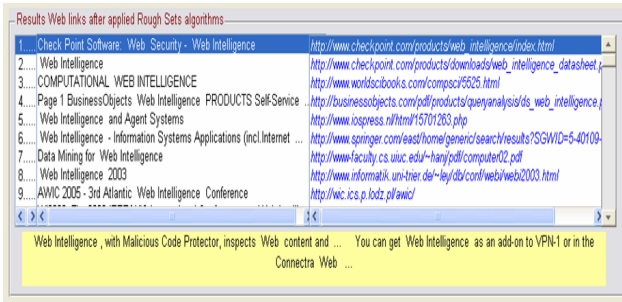 Results Web links after applied Rough Sets algorithms
1..... Check Point Software: Web Security - Web Intelligence http://www.checkpoint.com/products/web_intelligence/index.html
2..... Web Intelligence http://www.checkpoint.com/products/downloads/web_intelligence_datasheet.p
3..... COMPUTATIONAL WEB INTELLIGENCE http://www.worldscibooks.com/compsci/5525.html
4..... Page 1 BusinessObjects Web Intelligence PRODUCTS Self-Service ... http://businessobjects.com/pdf/products/queryanalysis/ds_web_intelligence.p
5..... Web Intelligence and Agent Systems http://www.iospress.nl/html/15701263.php
6..... Web Intelligence - Information Systems Applications (incl.Internet ... http://www.springer.com/east/home/generic/search/results?SGWID=5-40109-
7..... Data Mining for Web Intelligence http://www-faculty.cs.uiuc.edu/~hanj/pdf/computer02.pdf
8..... Web Intelligence 2003 http://www.informatik.uni-trier.de/~ley/db/conf/webi/webi2003.html
9..... AWIC 2005 - 3rd Atlantic Web Intelligence Conference http://wic.ics.p.lodz.pl/awic/
Web Intelligence , with Malicious Code Protector, inspects Web content and ... You can get Web Intelligence as an add-on to VPN-1 or in the
Connectra Web ...